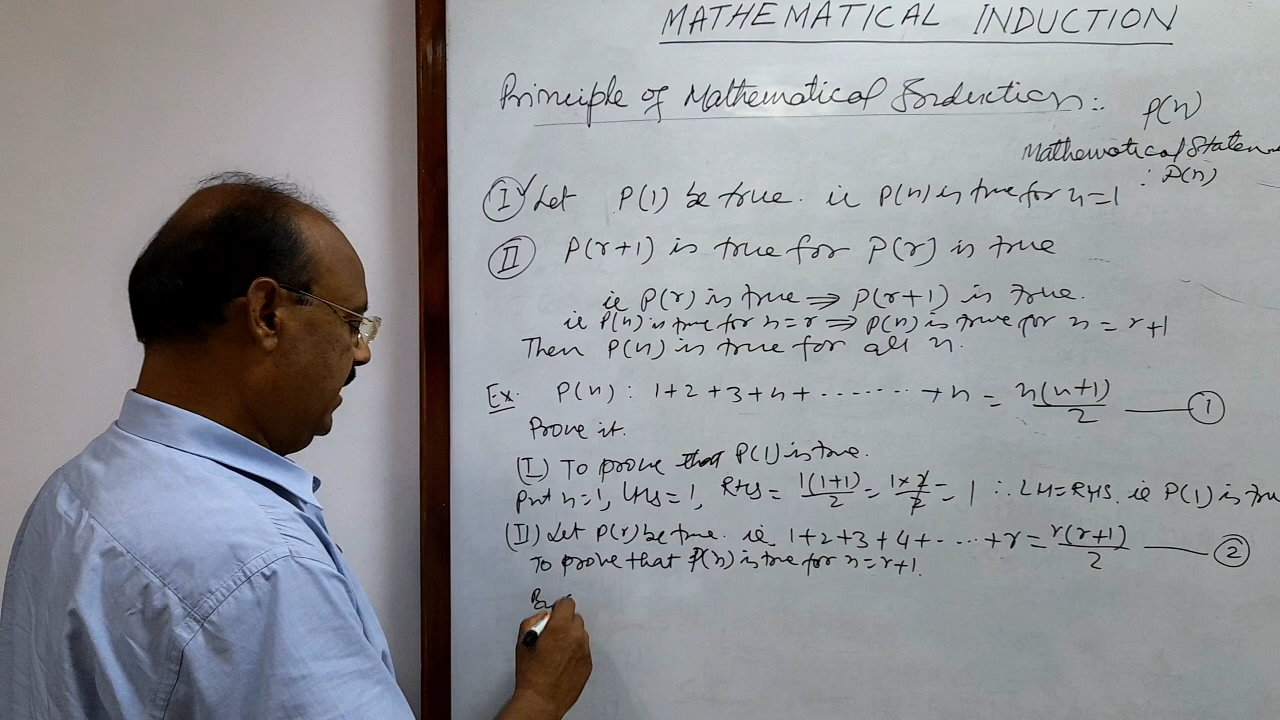 MATHEMATICAL INDUCTION
Principle of Mathematical Induction:
P(n)
Mathematical Statem
: P(n)
(I) Let P(1) be true. ie P(n) is true for n=1
(II) P(r+1) is true for P(r) is true
ie P(r) is true ⇒ P(r+1) is true.
ie P(n) is true for n=r ⇒ P(n) is true for n=r+1
Then P(n) is true for all n.
Ex. P(n): 1+2+3+4+.......+n = n(n+1)/2 —— (1)
Prove it.
(I) To prove that P(1) is true.
Put n=1, LHS=1, RHS= 1(1+1)/2 = 1×2/2 = 1 ∴ LH=RHS. ie P(1) is tru
(II) Let P(r) be true. ie. 1+2+3+4+....+r = r(r+1)/2 —— (2)
To prove that P(n) is true for n=r+1.